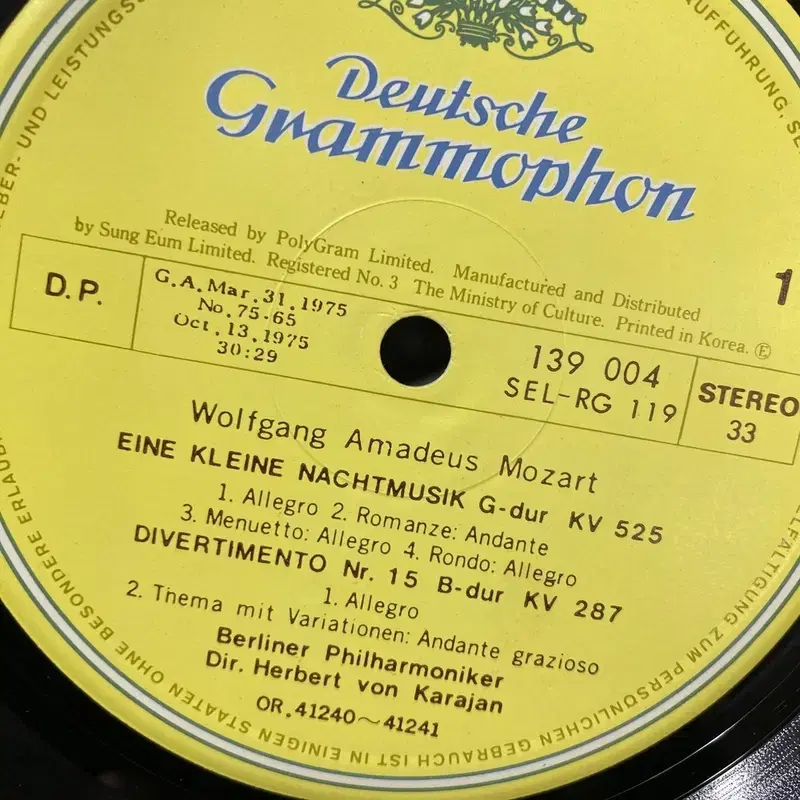 Deutsche
Grammophon
Released by PolyGram Limited. Manufactured and Distributed
by Sung Eum Limited. Registered No. 3 The Ministry of Culture. Printed in Korea. Ⓔ
1
D.P.
G.A.Mar.31.1975
No.75-65
Oct.13.1975
30:29
139 004
SEL-RG 119
STEREO
33
Wolfgang Amadeus Mozart
EINE KLEINE NACHTMUSIK G-dur KV 525
1. Allegro 2. Romanze: Andante
3. Menuetto: Allegro 4. Rondo: Allegro
DIVERTIMENTO Nr. 15 B-dur KV 287
1. Allegro
2. Thema mit Variationen: Andante grazioso
Berliner Philharmoniker
Dir. Herbert von Karajan
OR.41240~41241
UND LEISTUNGS
AUFFÜHRUNG,
ZUM PERSÖNLICHEN GEBRAUCH IST IN EINIGEN STAATEN OHNE BESONDERE